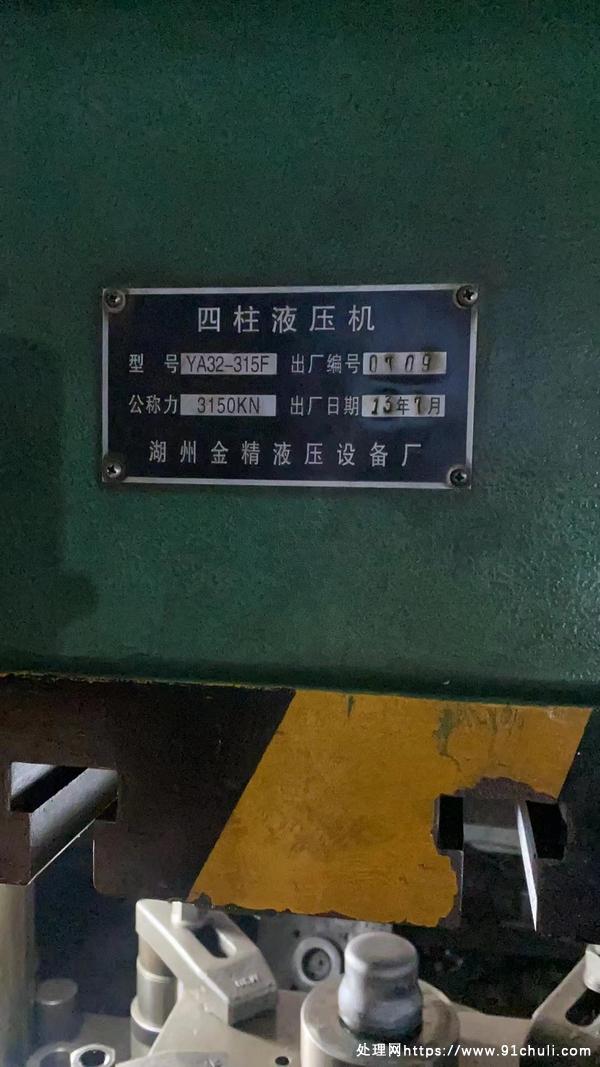 四柱液压机
型 号 YA32-315F 出厂编号 0709
公称力 3150KN 出厂日期 13年7月
湖州金精液压设备厂
处理网https://www.91chuli.com